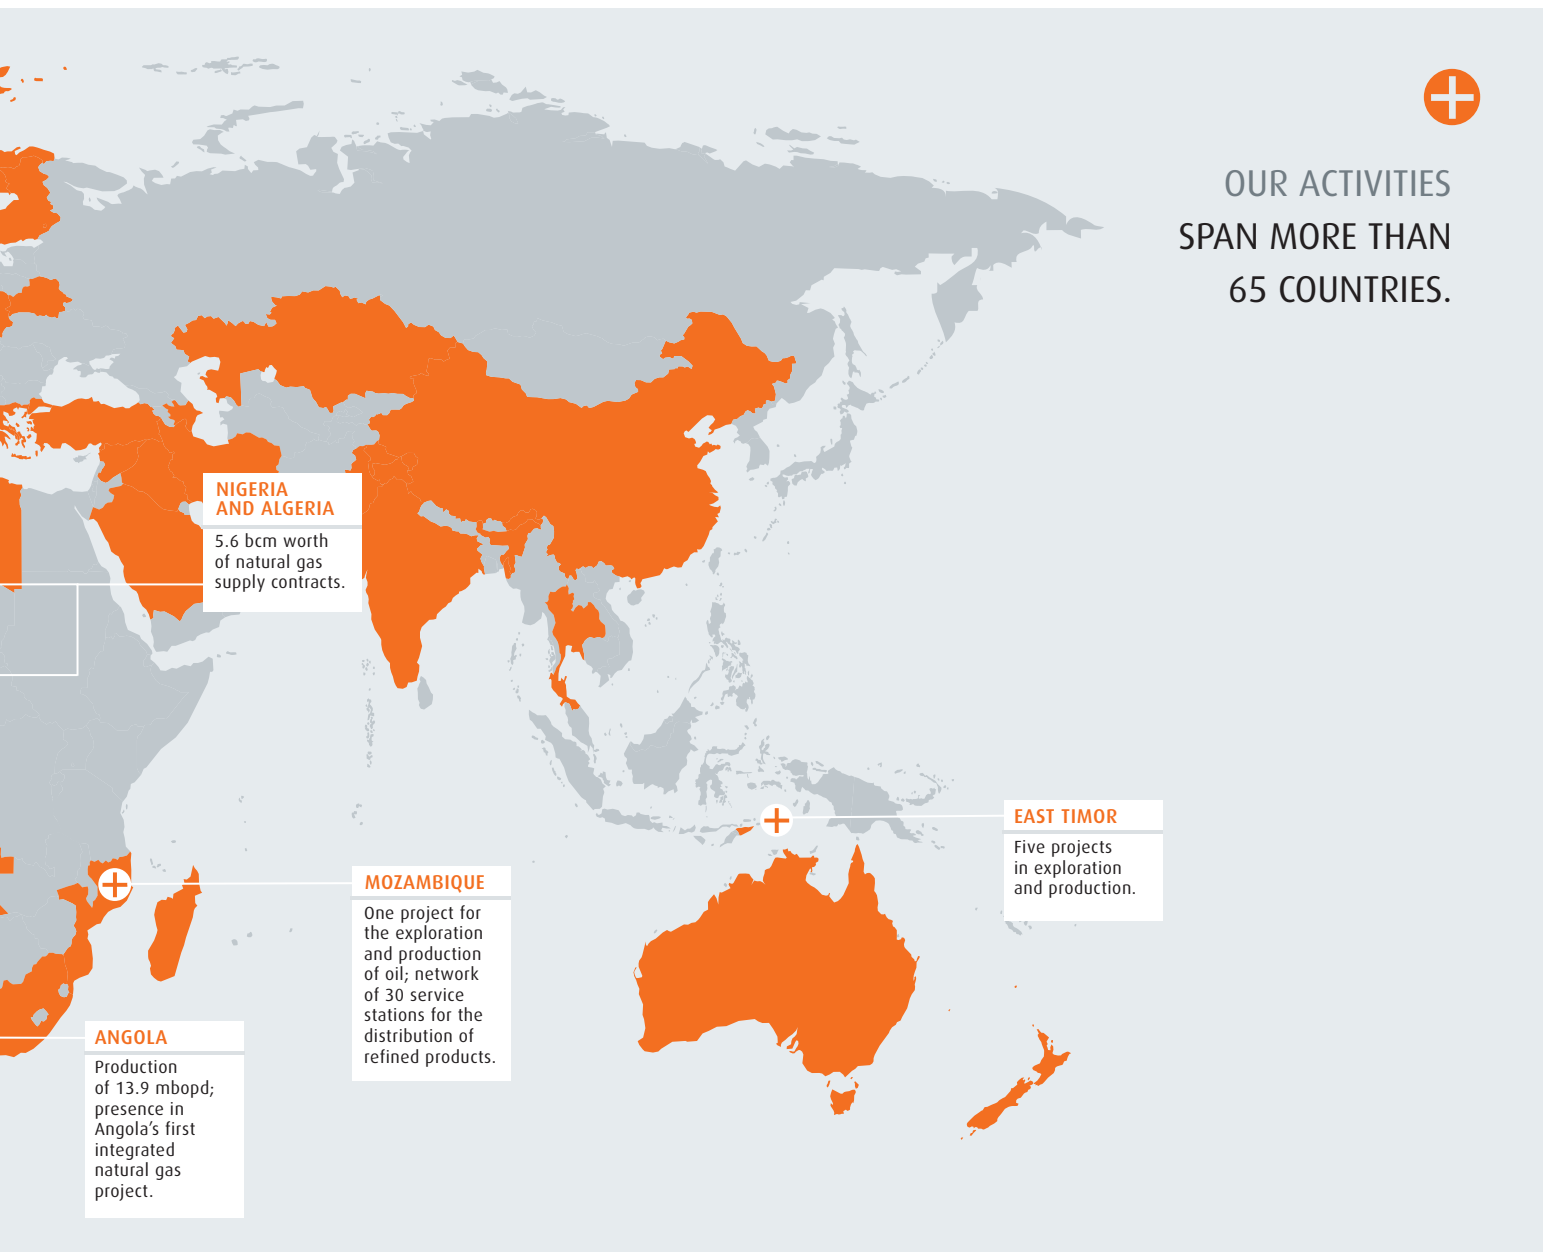 OUR ACTIVITIES
SPAN MORE THAN
65 COUNTRIES.
NIGERIA
AND ALGERIA
5.6 bcm worth
of natural gas
supply contracts.
EAST TIMOR
Five projects
in exploration
and production.
MOZAMBIQUE
One project for
the exploration
and production
of oil; network
of 30 service
stations for the
distribution of
refined products.
ANGOLA
Production
of 13.9 mbopd;
presence in
Angola’s first
integrated
natural gas
project.